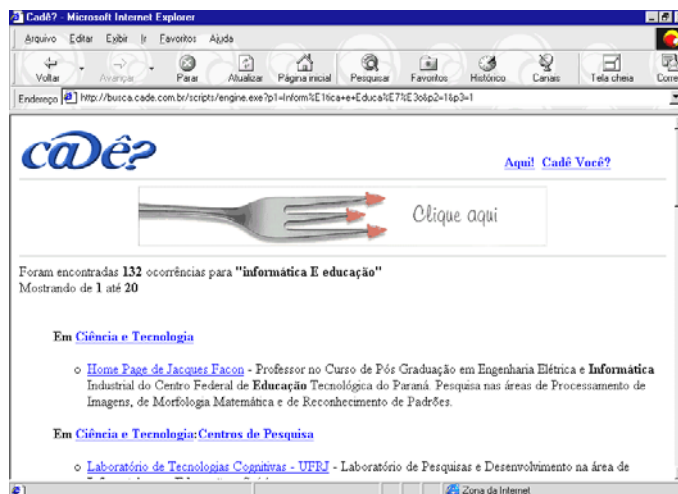 Cadê? - Microsoft Internet Explorer
Arquivo Editar Exibir Ir Favoritos Ajuda
Voltar Avançar Parar Atualizar Página inicial Pesquisar Favoritos Histórico Canais Tela cheia Corre
Endereço http://busca.cade.com.br/scripts/engine.exe?p1=Inform%E1tica+e+Educa%E7%E3o&p2=1&p3=1
caDê?
Aqui! Cadê Você?
Clique aqui
Foram encontradas 132 ocorrências para "informática E educação"
Mostrando de 1 até 20
Em Ciência e Tecnologia
o Home Page de Jacques Facon - Professor no Curso de Pós Graduação em Engenharia Elétrica e Informática
Industrial do Centro Federal de Educação Tecnológica do Paraná. Pesquisa nas áreas de Processamento de
Imagens, de Morfologia Matemática e de Reconhecimento de Padrões.
Em Ciência e Tecnologia:Centros de Pesquisa
o Laboratório de Tecnologias Cognitivas - UFRJ - Laboratório de Pesquisas e Desenvolvimento na área de
Zona da Internet